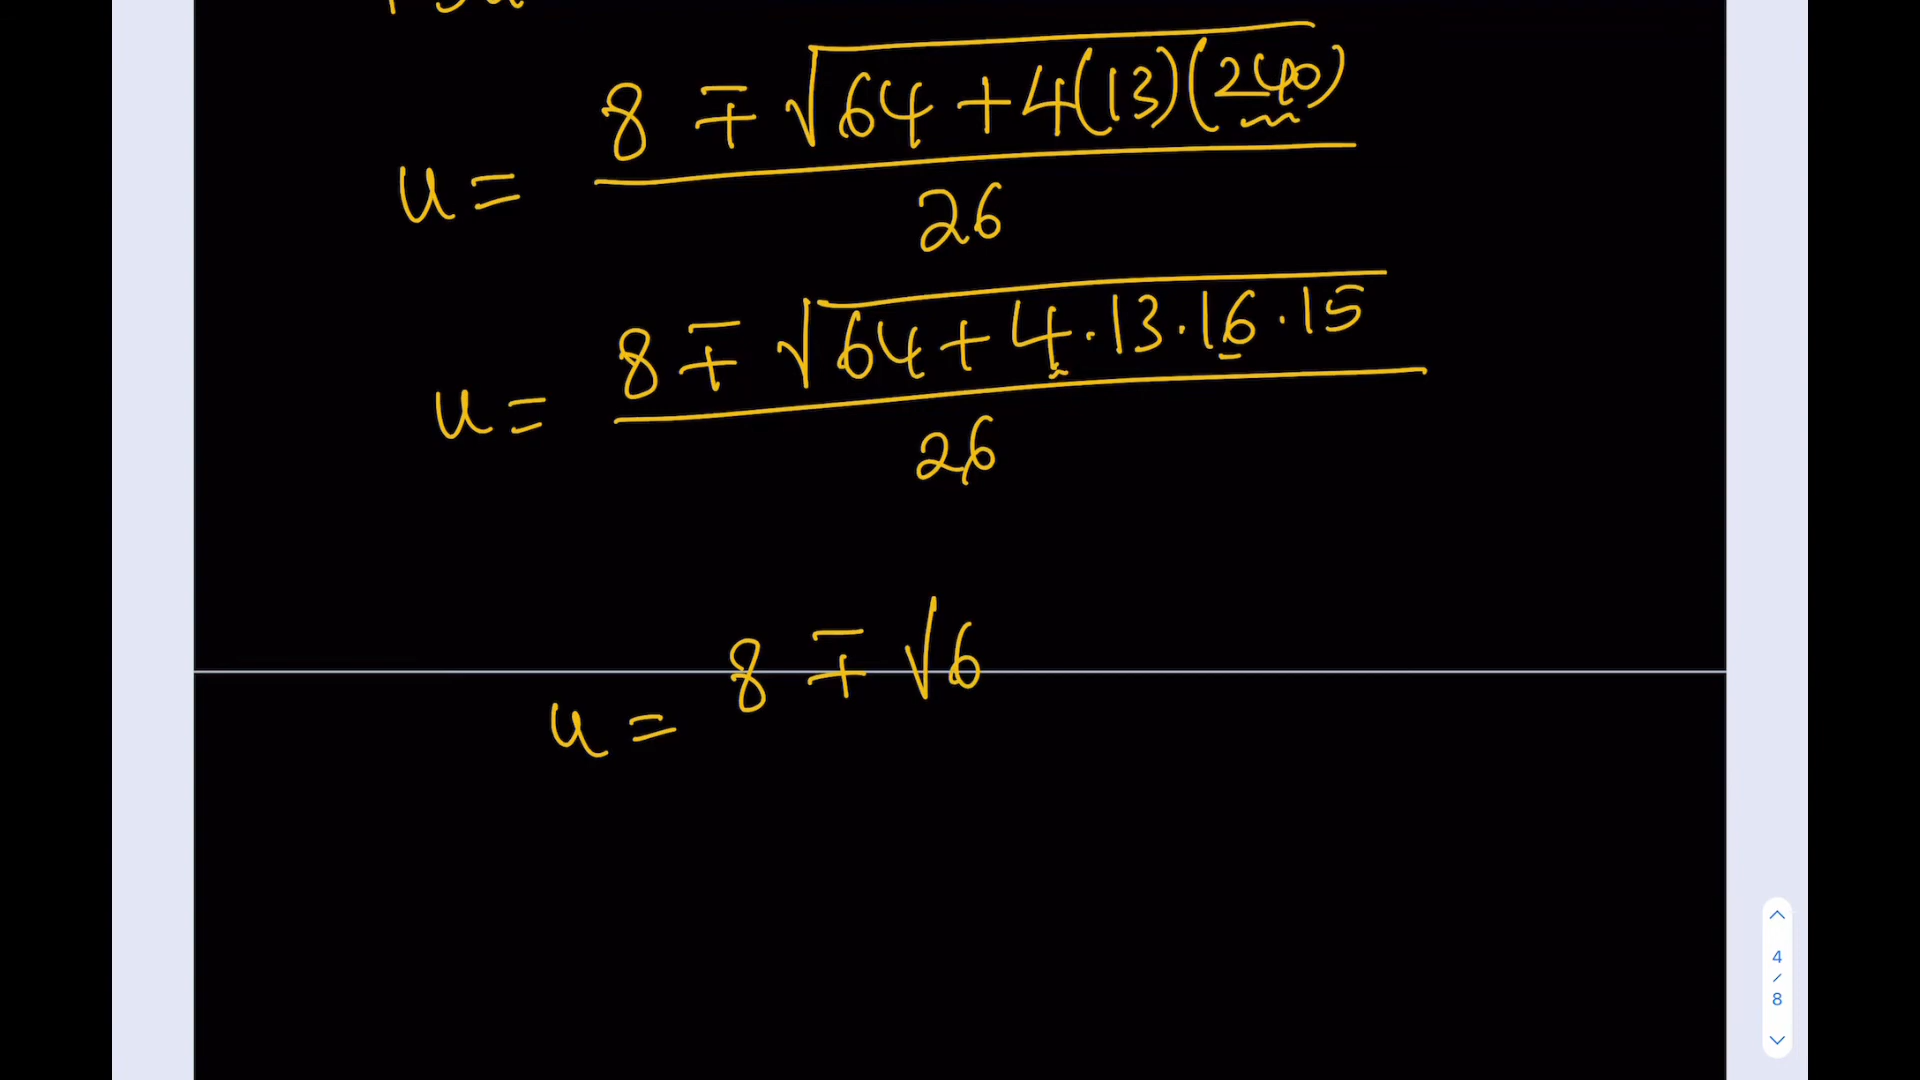 u = 8 ∓ √64 + 4(13)(240) / 26
u = 8 ∓ √64 + 4·13·16·15 / 26
u = 8 ∓ √6
4
/
8